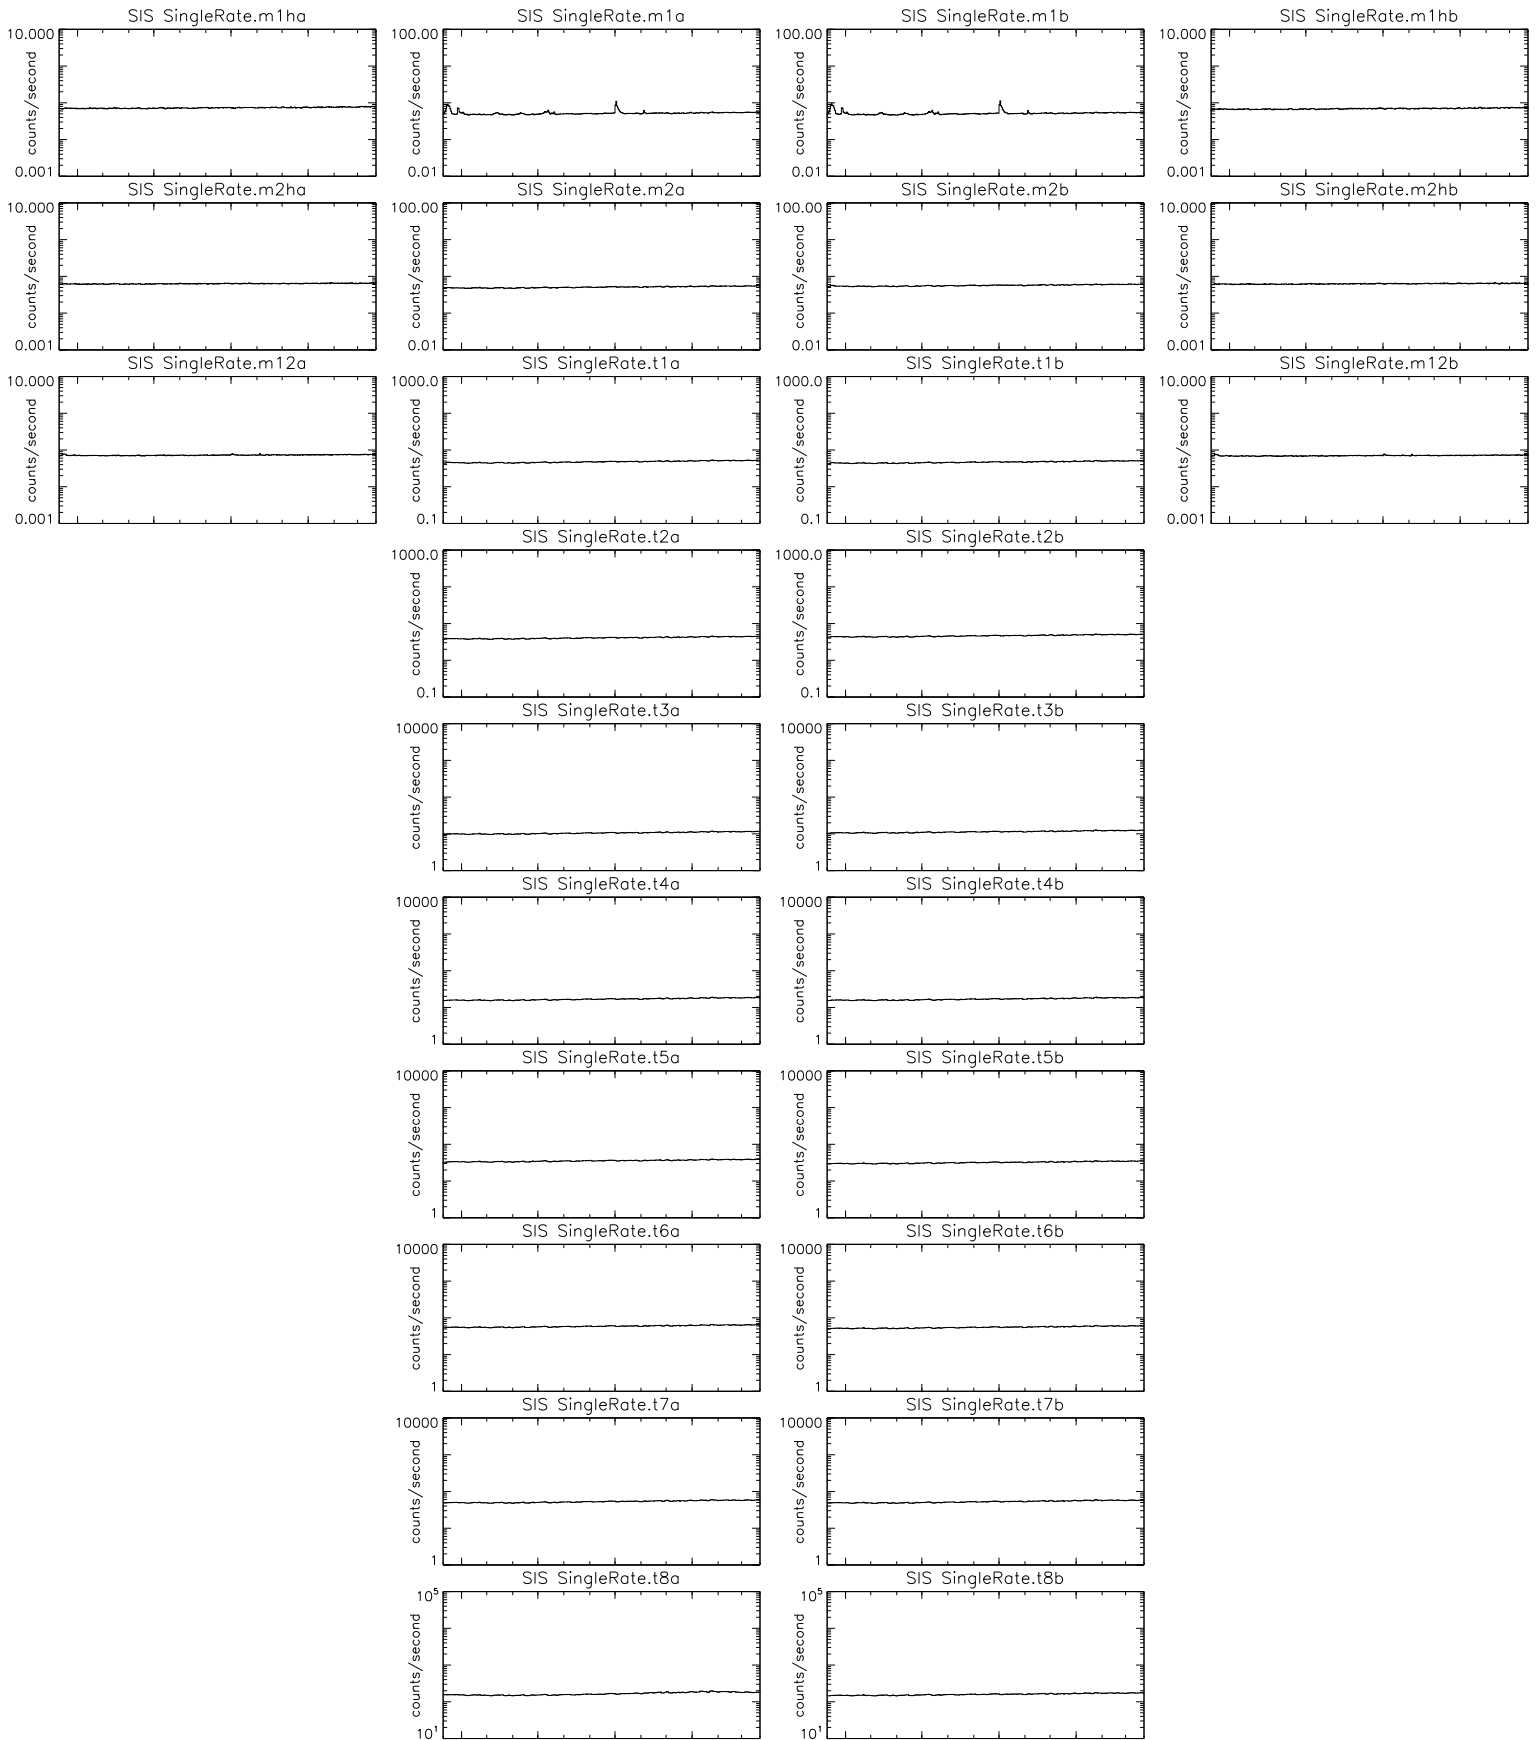 SIS SingleRate.m1ha
10.000
counts/second
0.001
SIS SingleRate.m1a
100.00
counts/second
0.01
SIS SingleRate.m1b
100.00
counts/second
0.01
SIS SingleRate.m1hb
10.000
counts/second
0.001
SIS SingleRate.m2ha
10.000
counts/second
0.001
SIS SingleRate.m2a
100.00
counts/second
0.01
SIS SingleRate.m2b
100.00
counts/second
0.01
SIS SingleRate.m2hb
10.000
counts/second
0.001
SIS SingleRate.m12a
10.000
counts/second
0.001
SIS SingleRate.t1a
1000.0
counts/second
0.1
SIS SingleRate.t1b
1000.0
counts/second
0.1
SIS SingleRate.m12b
10.000
counts/second
0.001
SIS SingleRate.t2a
1000.0
counts/second
0.1
SIS SingleRate.t2b
1000.0
counts/second
0.1
SIS SingleRate.t3a
10000
counts/second
1
SIS SingleRate.t3b
10000
counts/second
1
SIS SingleRate.t4a
10000
counts/second
1
SIS SingleRate.t4b
10000
counts/second
1
SIS SingleRate.t5a
10000
counts/second
1
SIS SingleRate.t5b
10000
counts/second
1
SIS SingleRate.t6a
10000
counts/second
1
SIS SingleRate.t6b
10000
counts/second
1
SIS SingleRate.t7a
10000
counts/second
1
SIS SingleRate.t7b
10000
counts/second
1
SIS SingleRate.t8a
10⁵
counts/second
10¹
SIS SingleRate.t8b
10⁵
counts/second
10¹